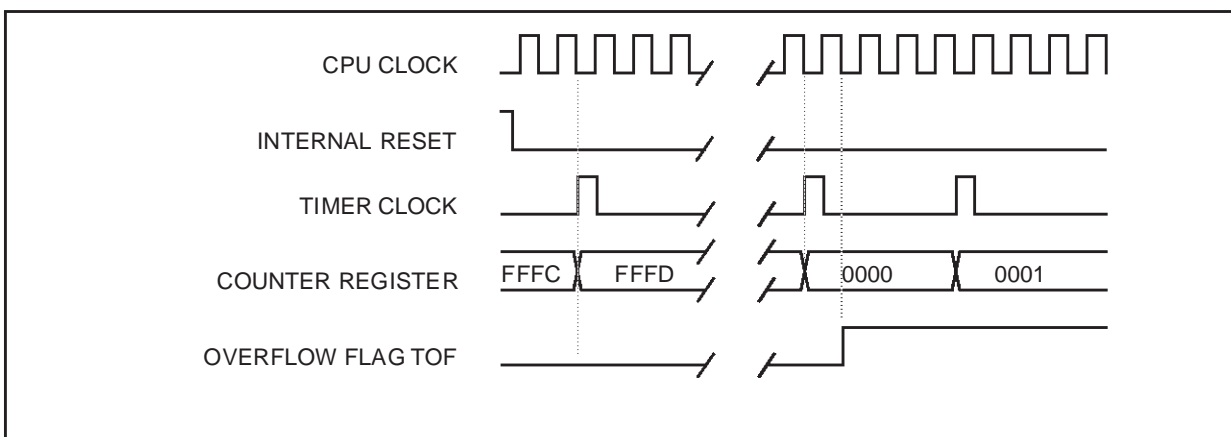 CPU CLOCK
INTERNAL RESET
TIMER CLOCK
COUNTER REGISTER
FFFC
FFFD
0000
0001
OVERFLOW FLAG TOF